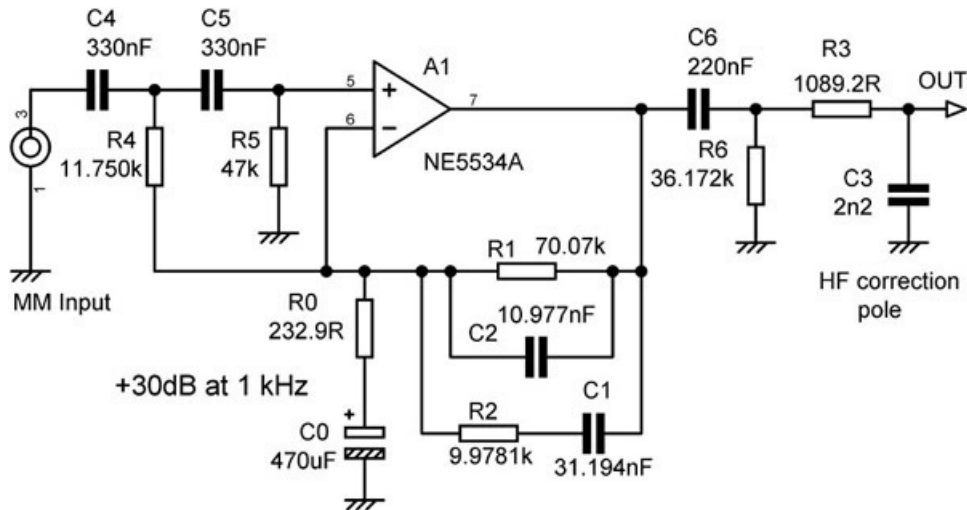 C4
330nF
C5
330nF
A1
C6
220nF
R3
1089.2R
OUT
3
5
6
7
R4
11.750k
R5
47k
NE5534A
R6
36.172k
C3
2n2
1
R1
70.07k
MM Input
R0
232.9R
10.977nF
C2
HF correction
pole
+30dB at 1 kHz
C1
R2
9.9781k
31.194nF
+
C0
470uF